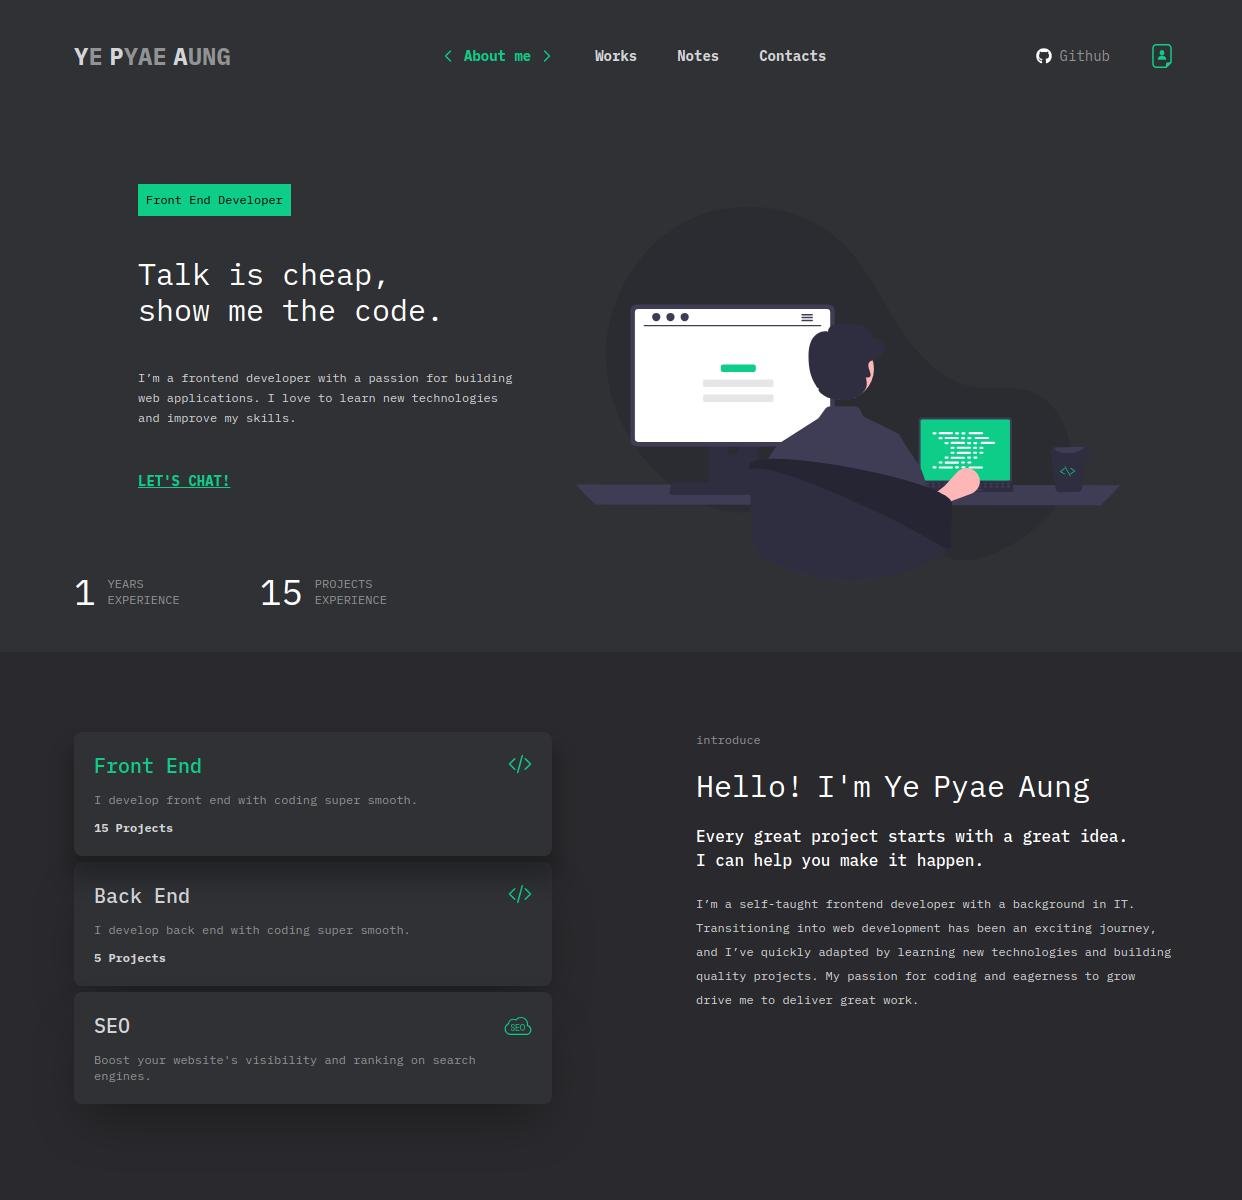 YE PYAE AUNG
About me
Works
Notes
Contacts
Github
Front End Developer
Talk is cheap,
show me the code.
I’m a frontend developer with a passion for building
web applications. I love to learn new technologies
and improve my skills.
LET'S CHAT!
</>
1
YEARS
EXPERIENCE
15
PROJECTS
EXPERIENCE
Front End
</>
I develop front end with coding super smooth.
15 Projects
Back End
</>
I develop back end with coding super smooth.
5 Projects
SEO
SEO
Boost your website's visibility and ranking on search
engines.
introduce
Hello! I'm Ye Pyae Aung
Every great project starts with a great idea.
I can help you make it happen.
I’m a self-taught frontend developer with a background in IT.
Transitioning into web development has been an exciting journey,
and I’ve quickly adapted by learning new technologies and building
quality projects. My passion for coding and eagerness to grow
drive me to deliver great work.